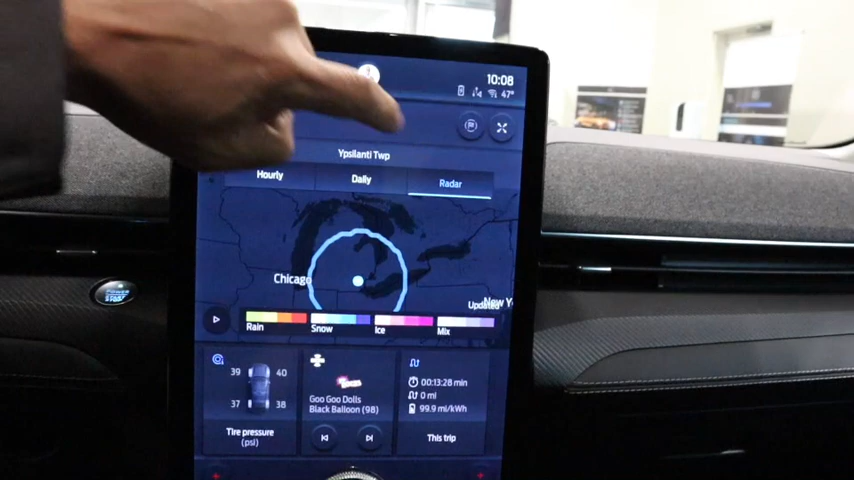 10:08
47°
Ypsilanti Twp
Hourly Daily Radar
Chicago
New Y
Updated
Rain Snow Ice Mix
39 40
37 38
Tire pressure
(psi)
Goo Goo Dolls
Black Balloon (98)
00:13:28 min
0 mi
99.9 mi/kWh
This trip